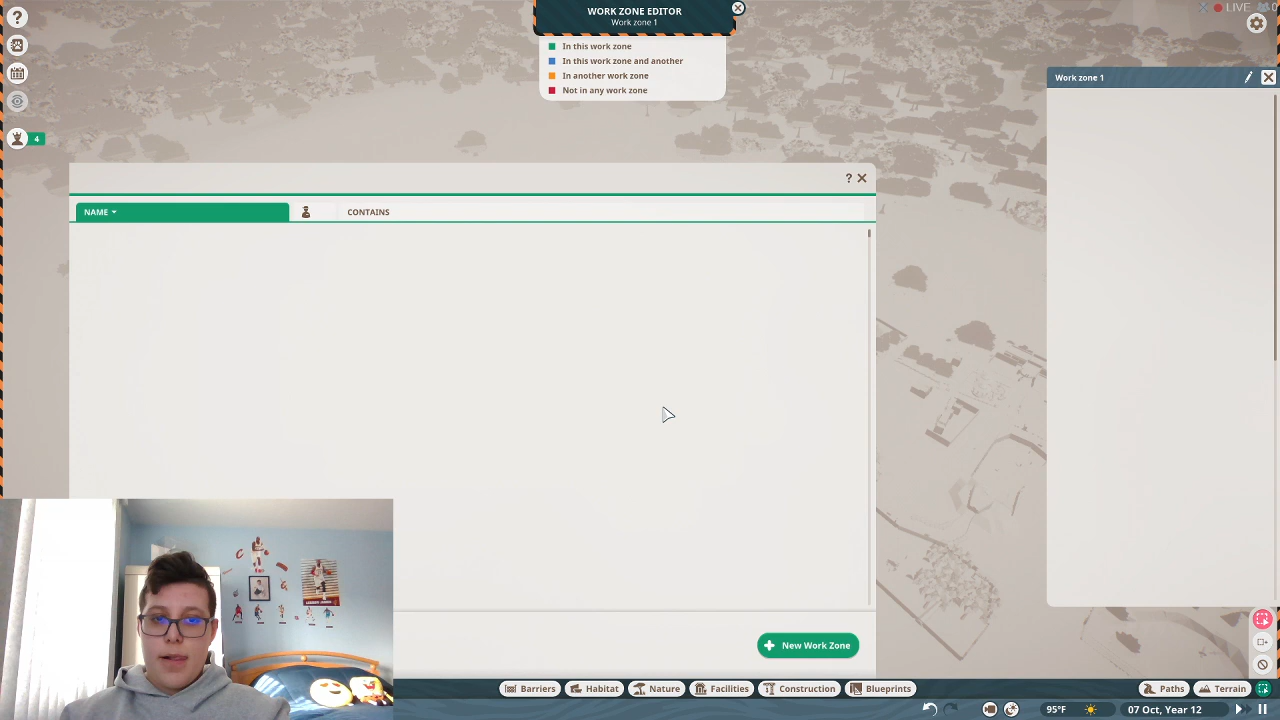 WORK ZONE EDITOR
Work zone 1
LIVE
In this work zone
In this work zone and another
In another work zone
Not in any work zone
Work zone 1
4
?
NAME
CONTAINS
New Work Zone
Barriers
Habitat
Nature
Facilities
Construction
Blueprints
Paths
Terrain
95°F
07 Oct, Year 12